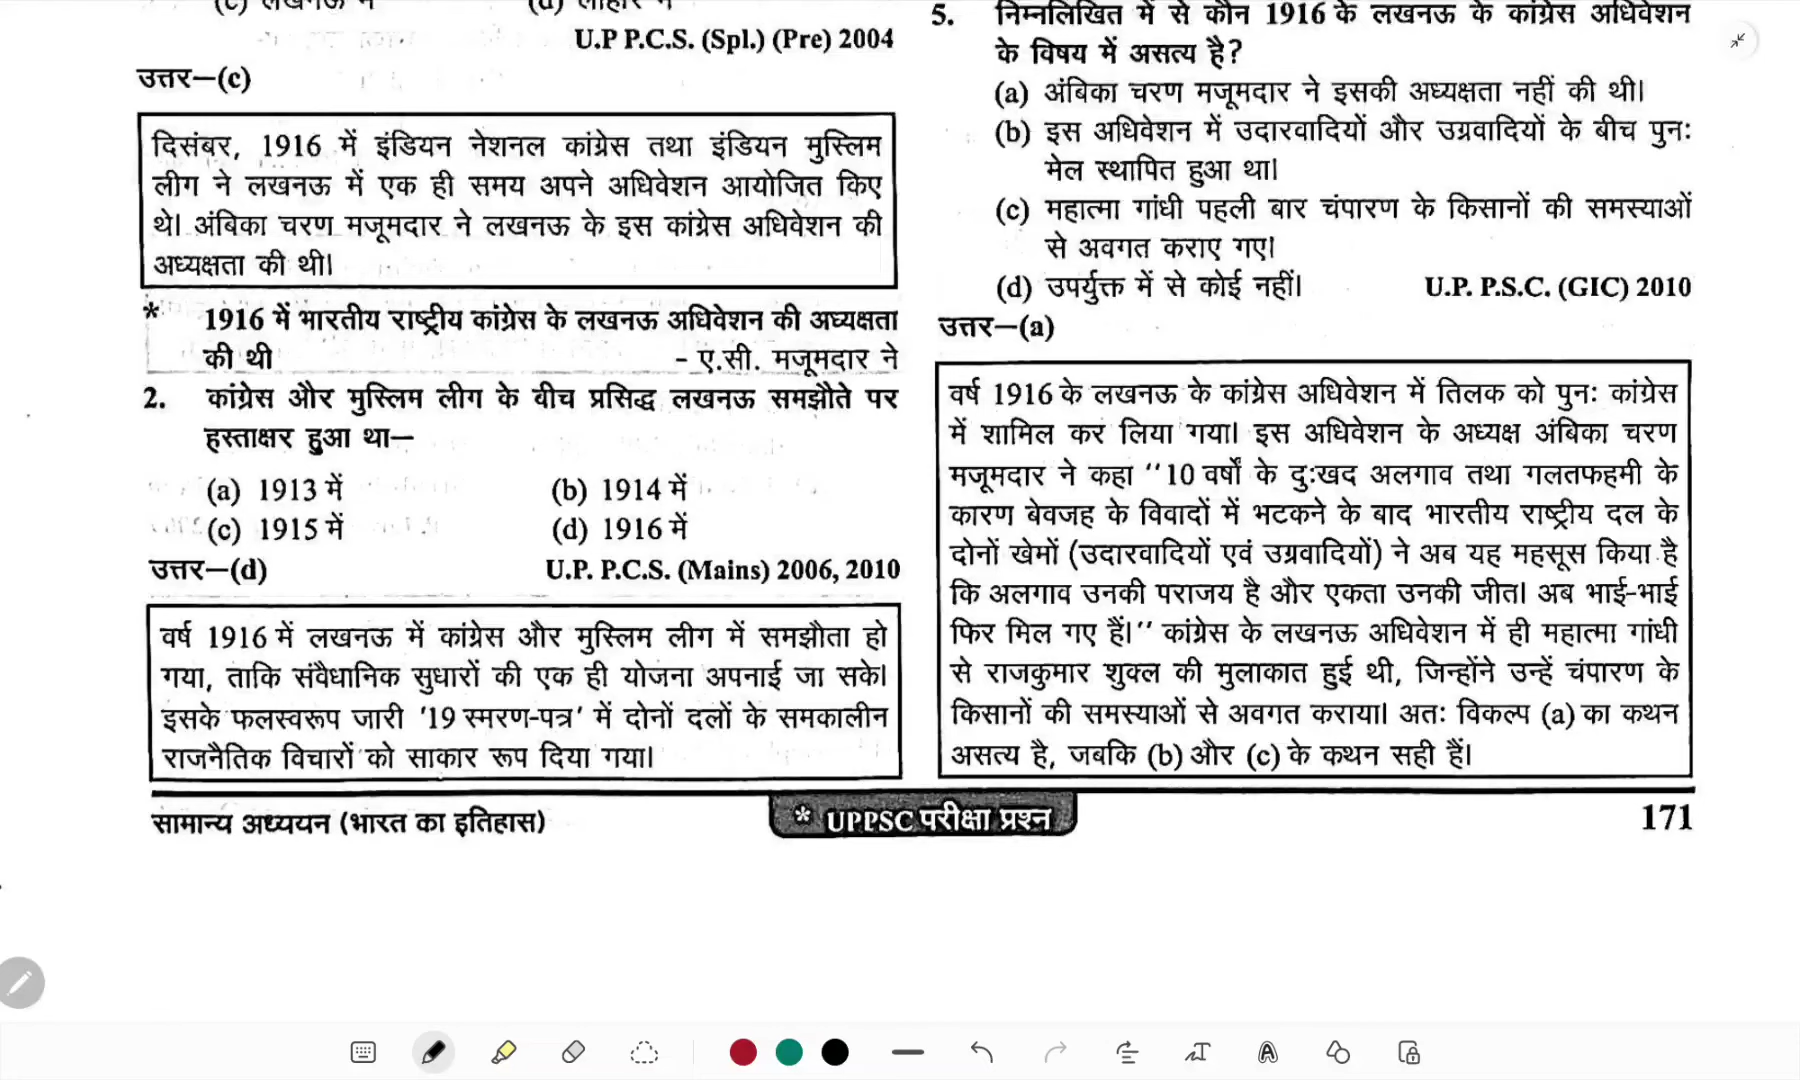 U.P P.C.S. (Spl.) (Pre) 2004
उत्तर–(c)
दिसंबर, 1916 में इंडियन नेशनल कांग्रेस तथा इंडियन मुस्लिम
लीग ने लखनऊ में एक ही समय अपने अधिवेशन आयोजित किए
थे। अंबिका चरण मजूमदार ने लखनऊ के इस कांग्रेस अधिवेशन की
अध्यक्षता की थी।
* 1916 में भारतीय राष्ट्रीय कांग्रेस के लखनऊ अधिवेशन की अध्यक्षता
की थी - ए.सी. मजूमदार ने
2. कांग्रेस और मुस्लिम लीग के बीच प्रसिद्ध लखनऊ समझौते पर
हस्ताक्षर हुआ था–
(a) 1913 में (b) 1914 में
(c) 1915 में (d) 1916 में
उत्तर–(d) U.P. P.C.S. (Mains) 2006, 2010
वर्ष 1916 में लखनऊ में कांग्रेस और मुस्लिम लीग में समझौता हो
गया, ताकि संवैधानिक सुधारों की एक ही योजना अपनाई जा सके।
इसके फलस्वरूप जारी '19 स्मरण-पत्र' में दोनों दलों के समकालीन
राजनैतिक विचारों को साकार रूप दिया गया।
5. निम्नलिखित में से कौन 1916 के लखनऊ के कांग्रेस अधिवेशन
के विषय में असत्य है?
(a) अंबिका चरण मजूमदार ने इसकी अध्यक्षता नहीं की थी।
(b) इस अधिवेशन में उदारवादियों और उग्रवादियों के बीच पुनः
मेल स्थापित हुआ था।
(c) महात्मा गांधी पहली बार चंपारण के किसानों की समस्याओं
से अवगत कराए गए।
(d) उपर्युक्त में से कोई नहीं। U.P. P.S.C. (GIC) 2010
उत्तर–(a)
वर्ष 1916 के लखनऊ के कांग्रेस अधिवेशन में तिलक को पुनः कांग्रेस
में शामिल कर लिया गया। इस अधिवेशन के अध्यक्ष अंबिका चरण
मजूमदार ने कहा ''10 वर्षों के दुःखद अलगाव तथा गलतफहमी के
कारण बेवजह के विवादों में भटकने के बाद भारतीय राष्ट्रीय दल के
दोनों खेमों (उदारवादियों एवं उग्रवादियों) ने अब यह महसूस किया है
कि अलगाव उनकी पराजय है और एकता उनकी जीत। अब भाई-भाई
फिर मिल गए हैं।'' कांग्रेस के लखनऊ अधिवेशन में ही महात्मा गांधी
से राजकुमार शुक्ल की मुलाकात हुई थी, जिन्होंने उन्हें चंपारण के
किसानों की समस्याओं से अवगत कराया। अतः विकल्प (a) का कथन
असत्य है, जबकि (b) और (c) के कथन सही हैं।
सामान्य अध्ययन (भारत का इतिहास) * UPPSC परीक्षा प्रश्न 171